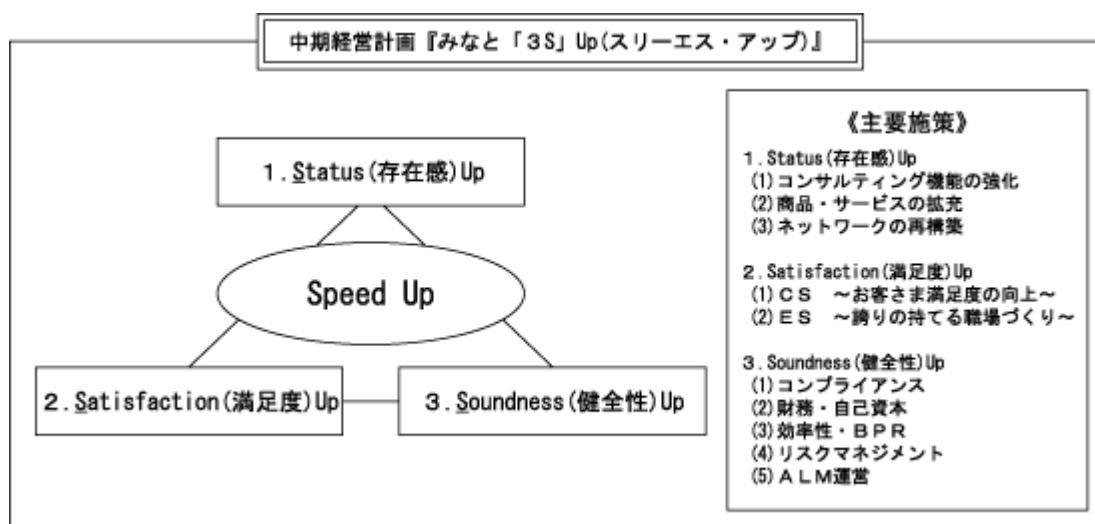 中期経営計画『みなと「３S」Up(スリーエス・アップ)』
１.Status(存在感)Up
Speed Up
２.Satisfaction(満足度)Up
３.Soundness(健全性)Up
《主要施策》
１.Status(存在感)Up
(1)コンサルティング機能の強化
(2)商品・サービスの拡充
(3)ネットワークの再構築
２.Satisfaction(満足度)Up
(1)ＣＳ　～お客さま満足度の向上～
(2)ＥＳ　～誇りの持てる職場づくり～
３.Soundness(健全性)Up
(1)コンプライアンス
(2)財務・自己資本
(3)効率性・ＢＰＲ
(4)リスクマネジメント
(5)ＡＬＭ運営